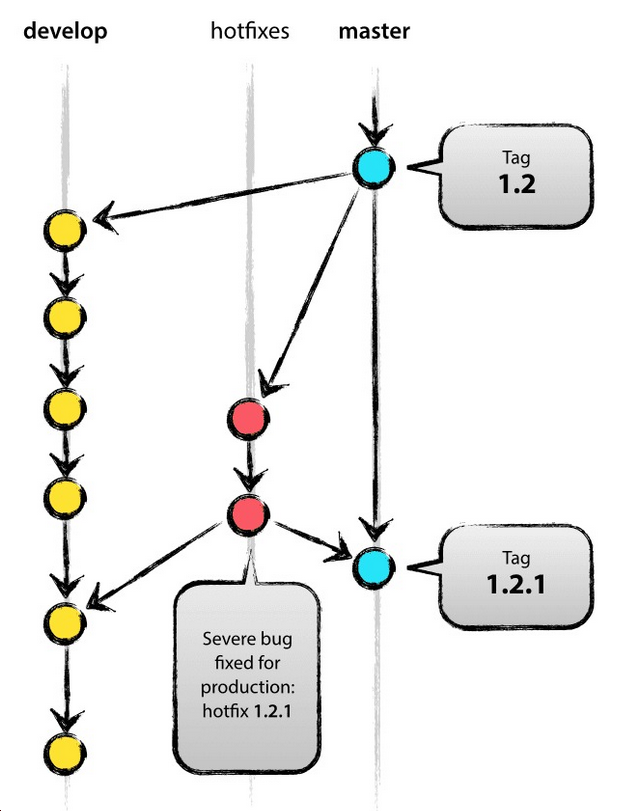 develop
hotfixes
master
Tag
1.2
Tag
1.2.1
Severe bug
fixed for
production:
hotfix 1.2.1